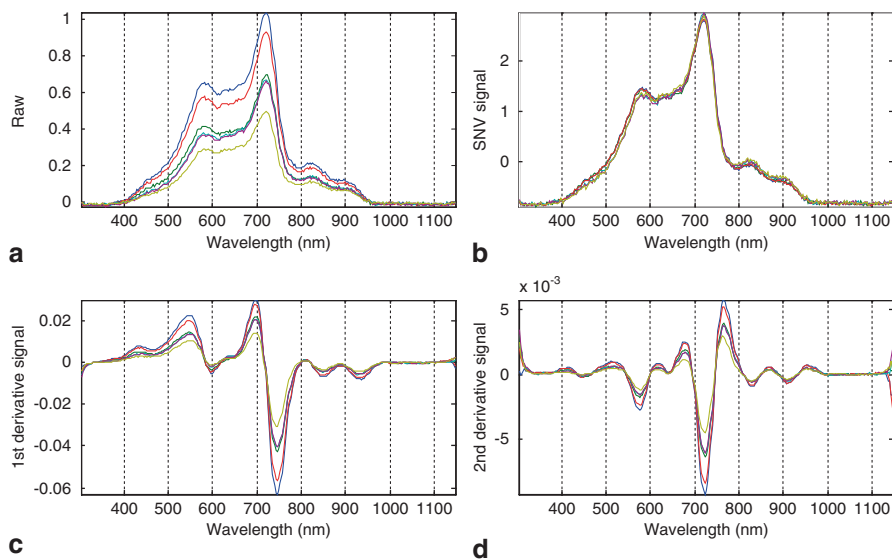 1
0.8
0.6
0.4
0.2
0
Raw
400 500 600 700 800 900 1000 1100
Wavelength (nm)
a
2
1
0
SNV signal
400 500 600 700 800 900 1000 1100
Wavelength (nm)
b
0.02
0
-0.02
-0.04
-0.06
1st derivative signal
400 500 600 700 800 900 1000 1100
Wavelength (nm)
c
x 10⁻³
5
0
-5
2nd derivative signal
400 500 600 700 800 900 1000 1100
Wavelength (nm)
d